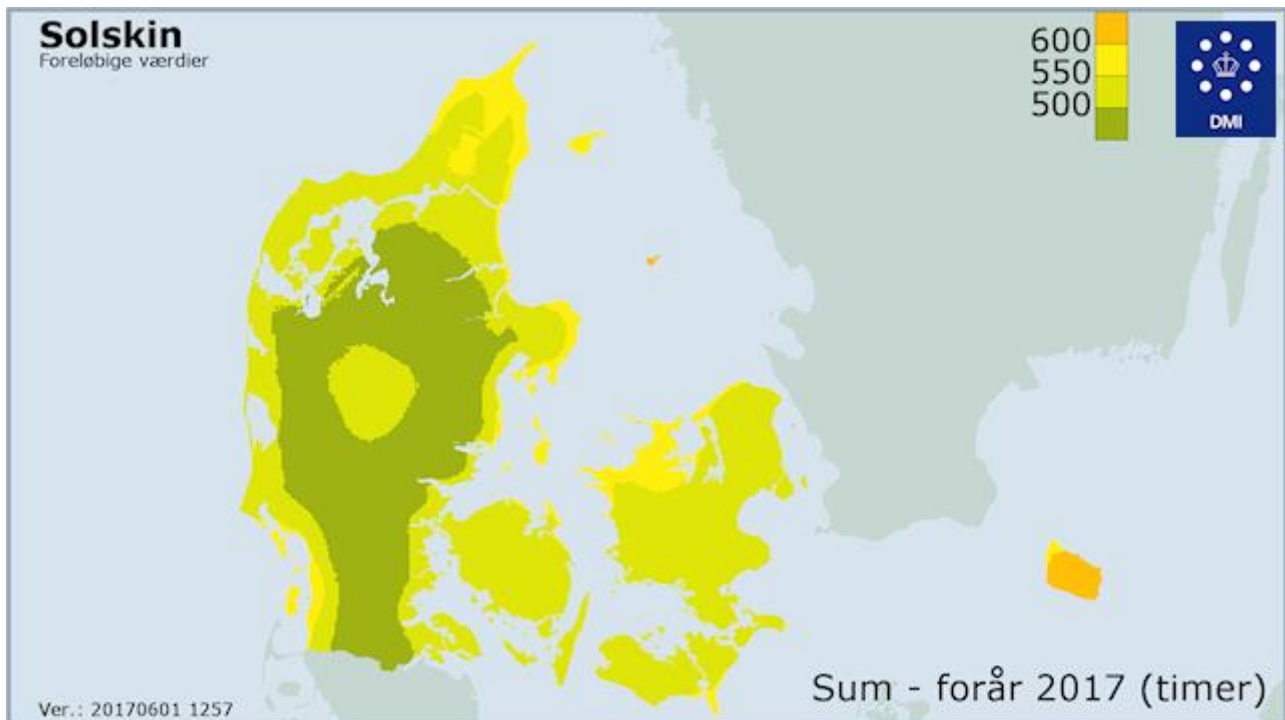 Solskin
Foreløbige værdier
600
550
500
DMI
Sum - forår 2017 (timer)
Ver.: 20170601 1257